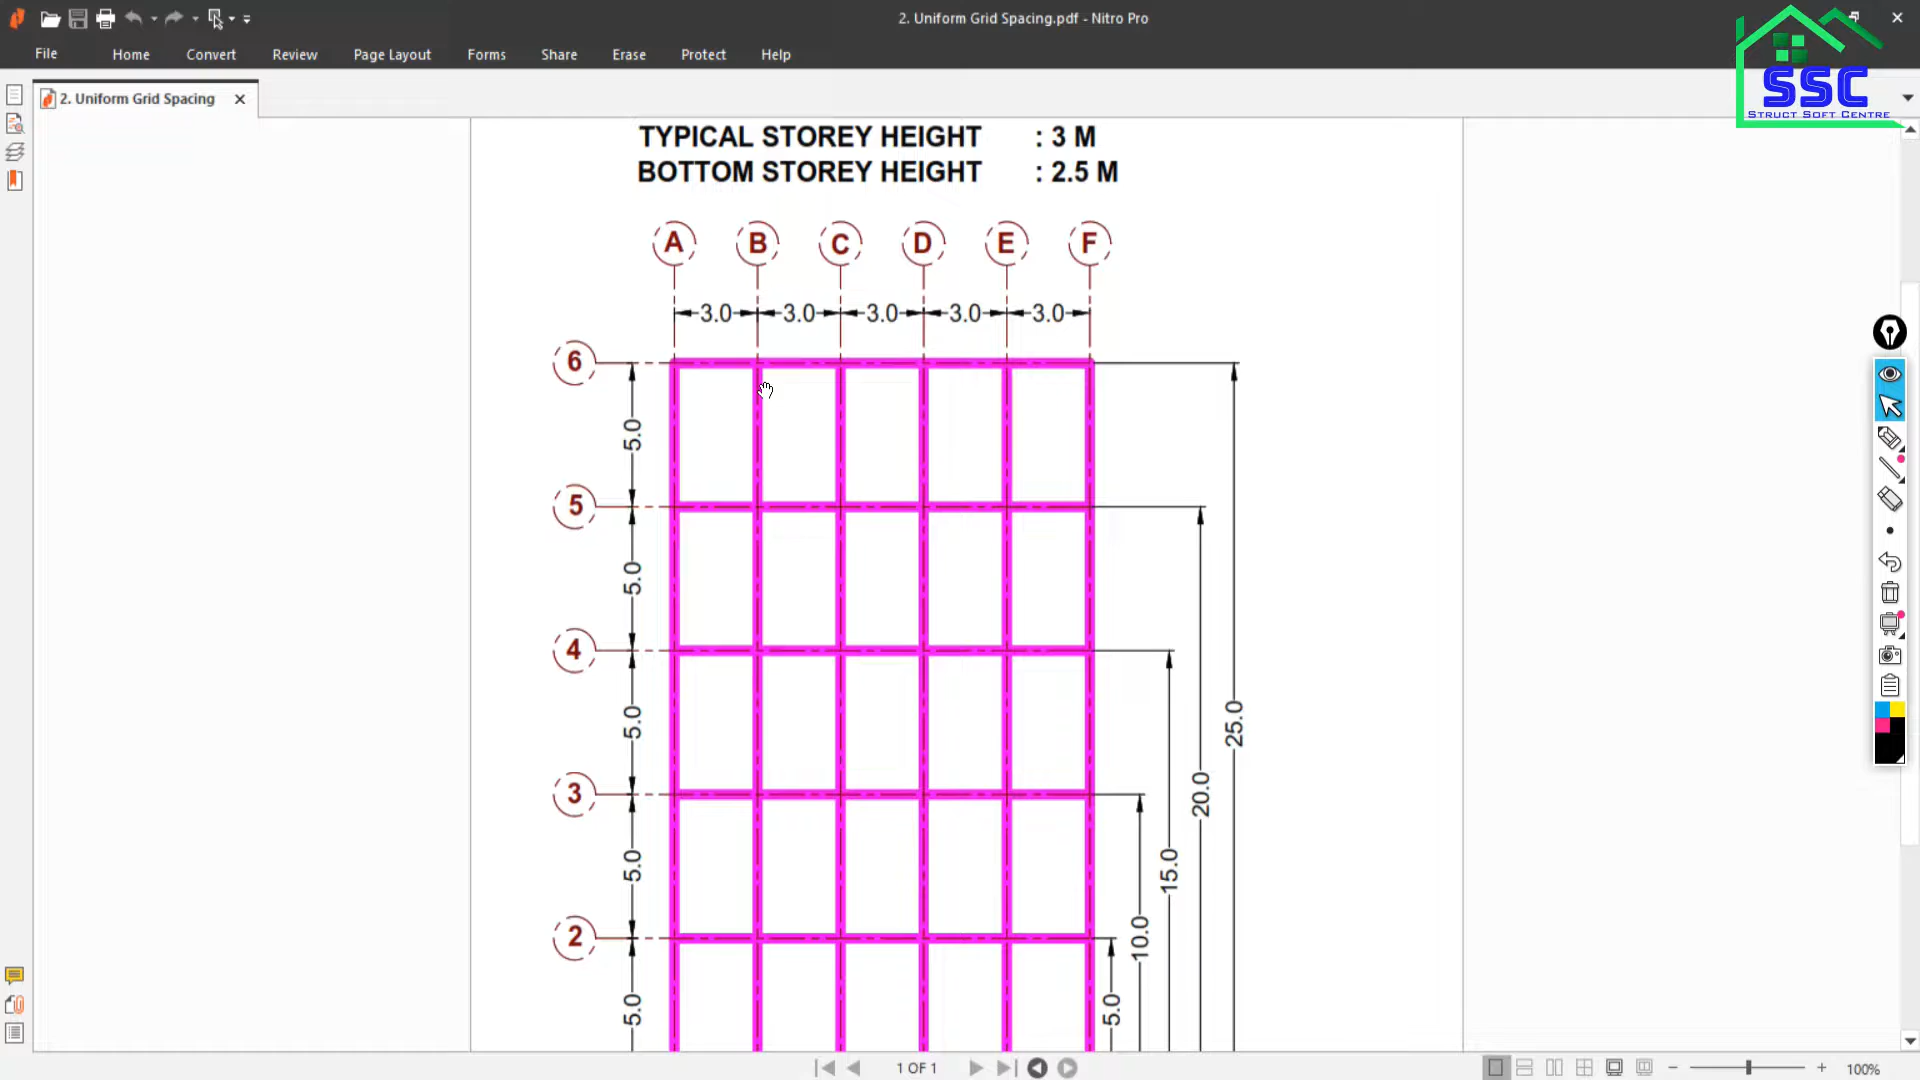 2. Uniform Grid Spacing.pdf - Nitro Pro
File Home Convert Review Page Layout Forms Share Erase Protect Help
SSC
STRUCT SOFT CENTRE
2. Uniform Grid Spacing
TYPICAL STOREY HEIGHT : 3 M
BOTTOM STOREY HEIGHT : 2.5 M
A B C D E F
3.0 3.0 3.0 3.0 3.0
6
5.0
5
5.0
4
5.0
25.0
3
20.0
5.0
15.0
2
10.0
5.0
5.0
1 OF 1
100%